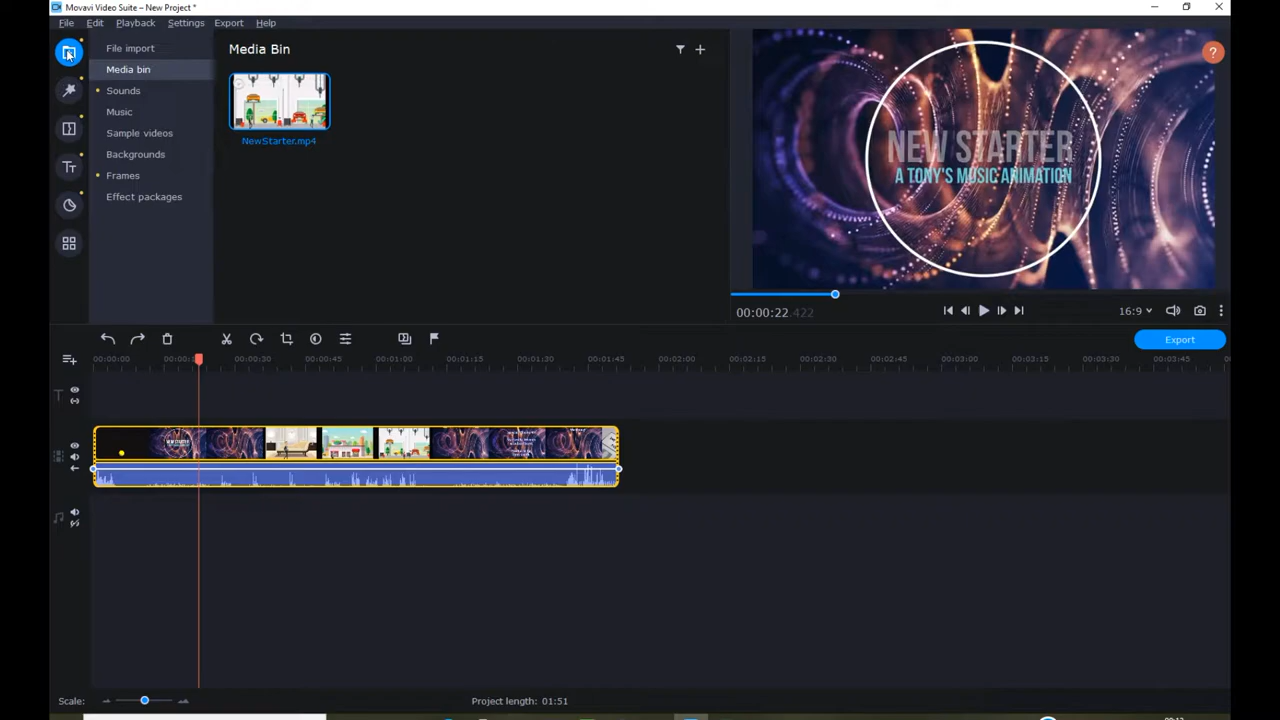 Movavi Video Suite – New Project *
File Edit Playback Settings Export Help
File import
Media bin
Sounds
Music
Sample videos
Backgrounds
Frames
Effect packages
Media Bin
NewStarter.mp4
NEW STARTER
A TONY'S MUSIC ANIMATION
?
00:00:22.422
16:9
Export
00:00:00 00:00:30 00:00:45 00:01:00 00:01:15 00:01:30 00:01:45 00:02:00 00:02:15 00:02:30 00:02:45 00:03:00 00:03:15 00:03:30 00:03:45
Scale:
Project length: 01:51